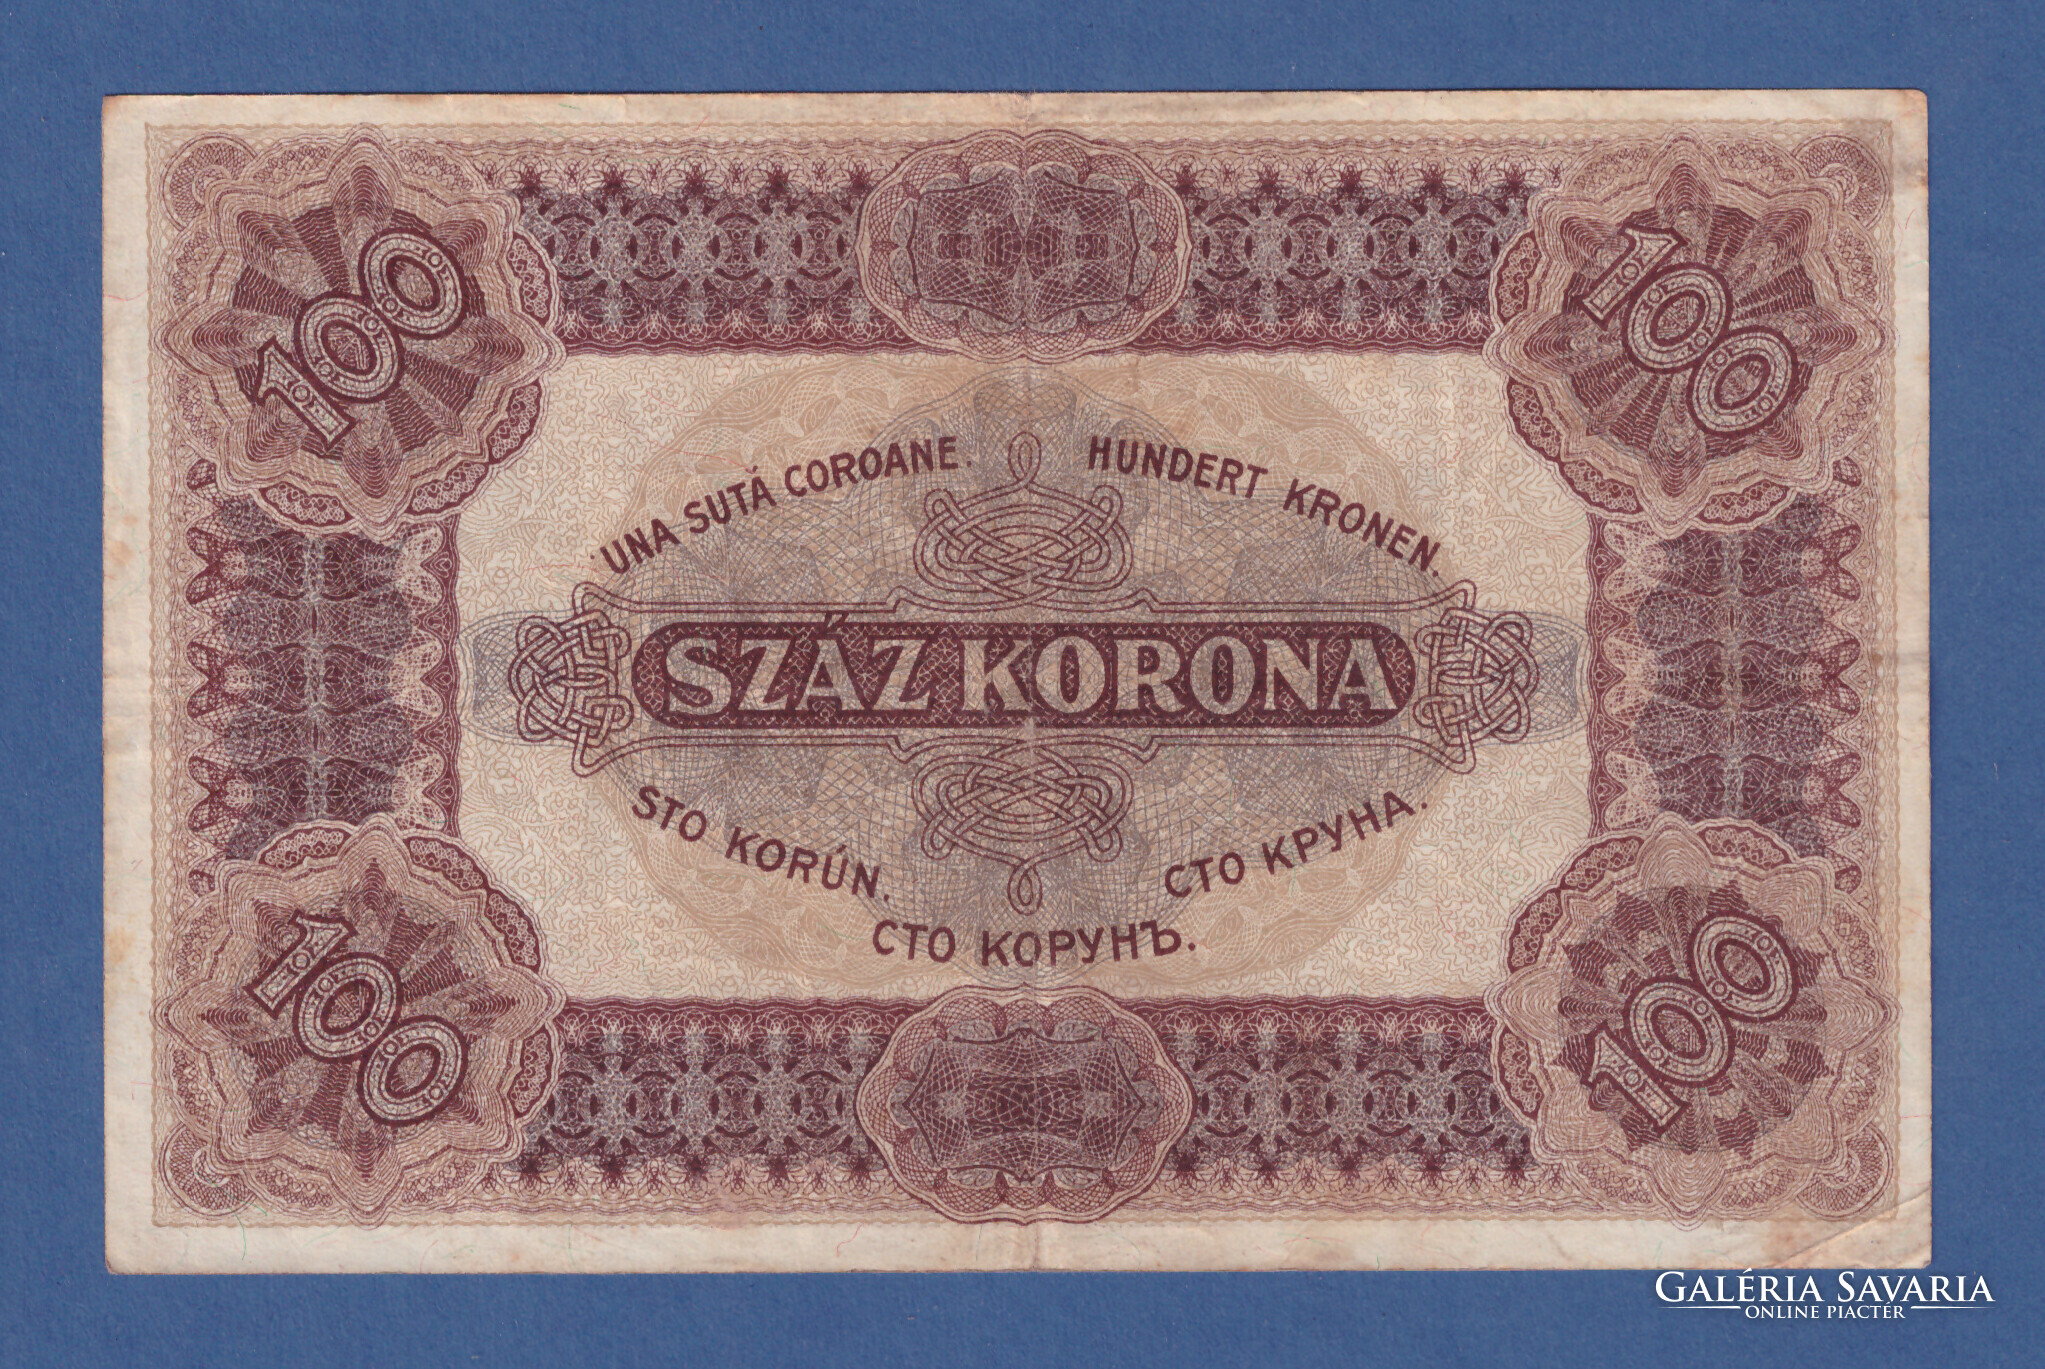 100
100
UNA SUTĂ COROANE.
HUNDERT KRONEN.
SZÁZ KORONA
STO KORÚN.
СТО КРУНА.
СТО КОРУНЪ.
100
100
GALÉRIA SAVARIA
ONLINE PIACTÉR